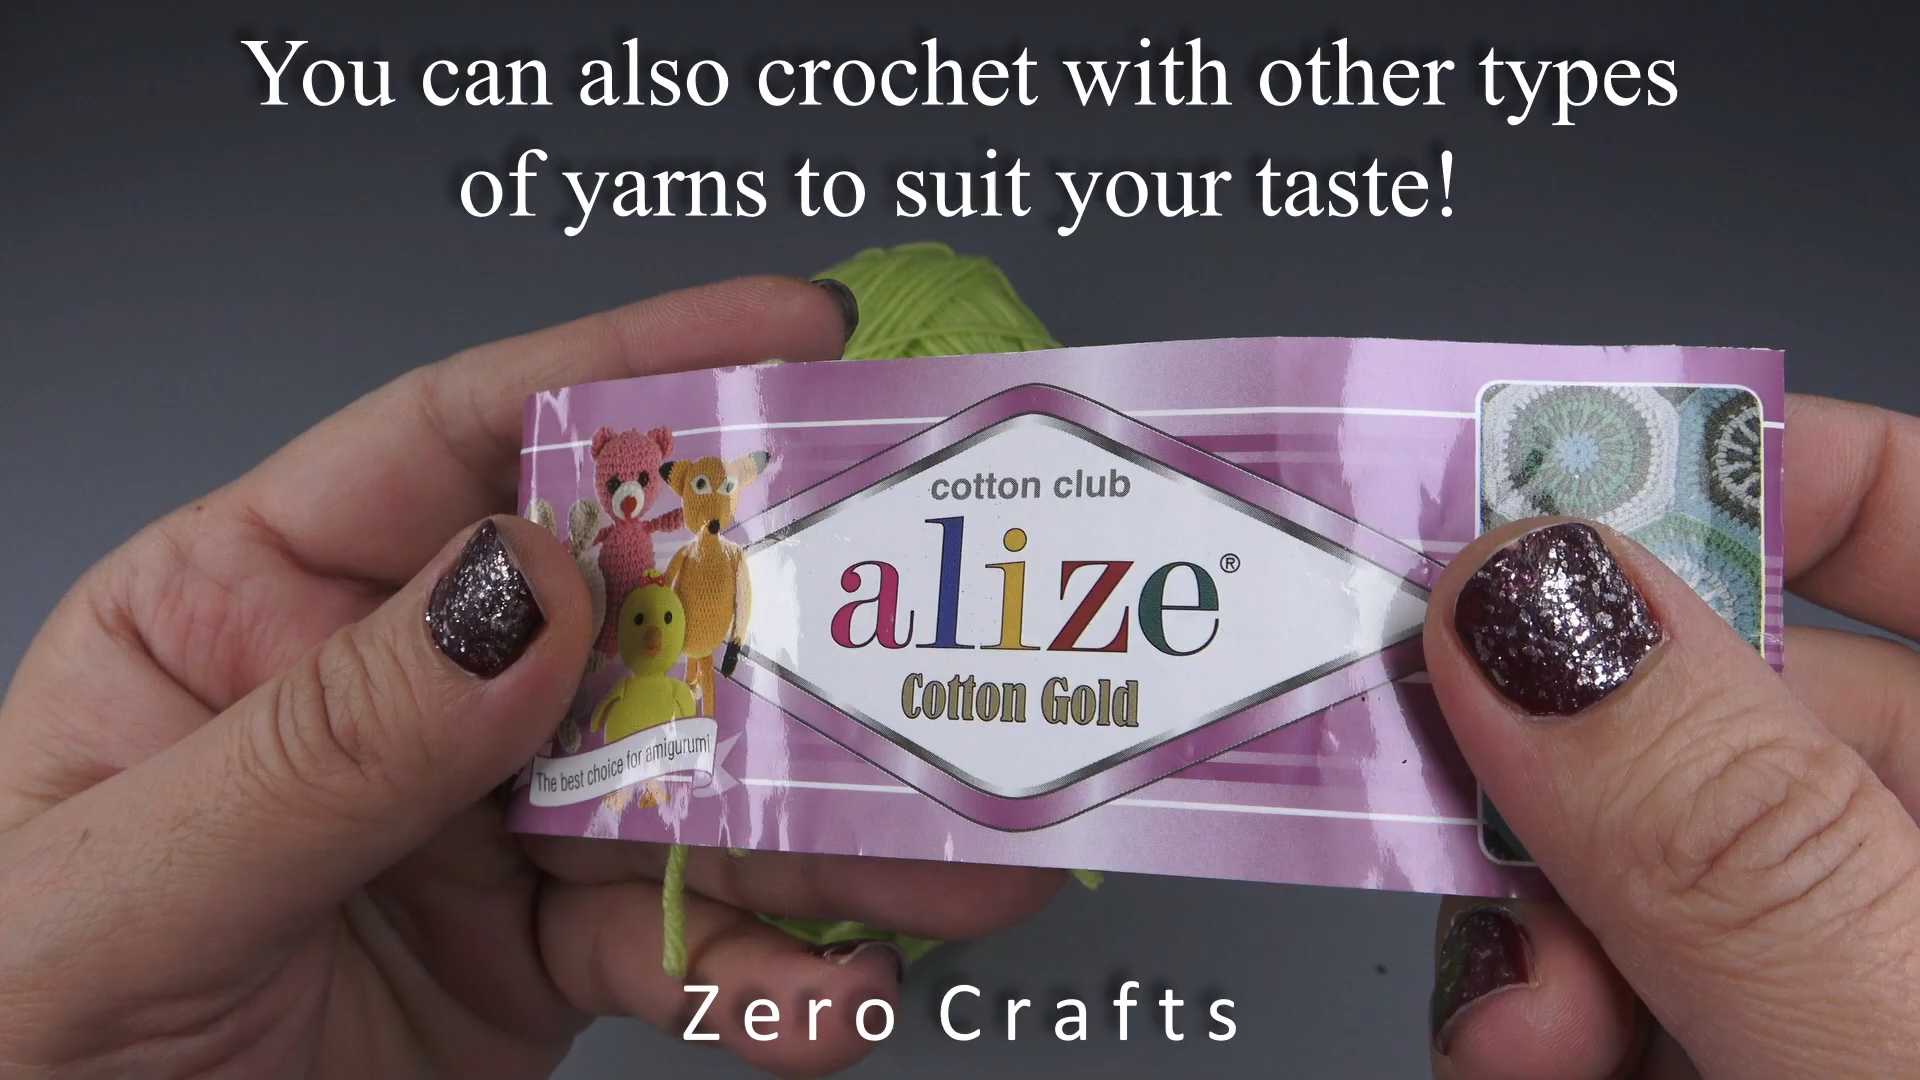 You can also crochet with other types
of yarns to suit your taste!
cotton club
alize®
Cotton Gold
The best choice for amigurumi
Zero Crafts